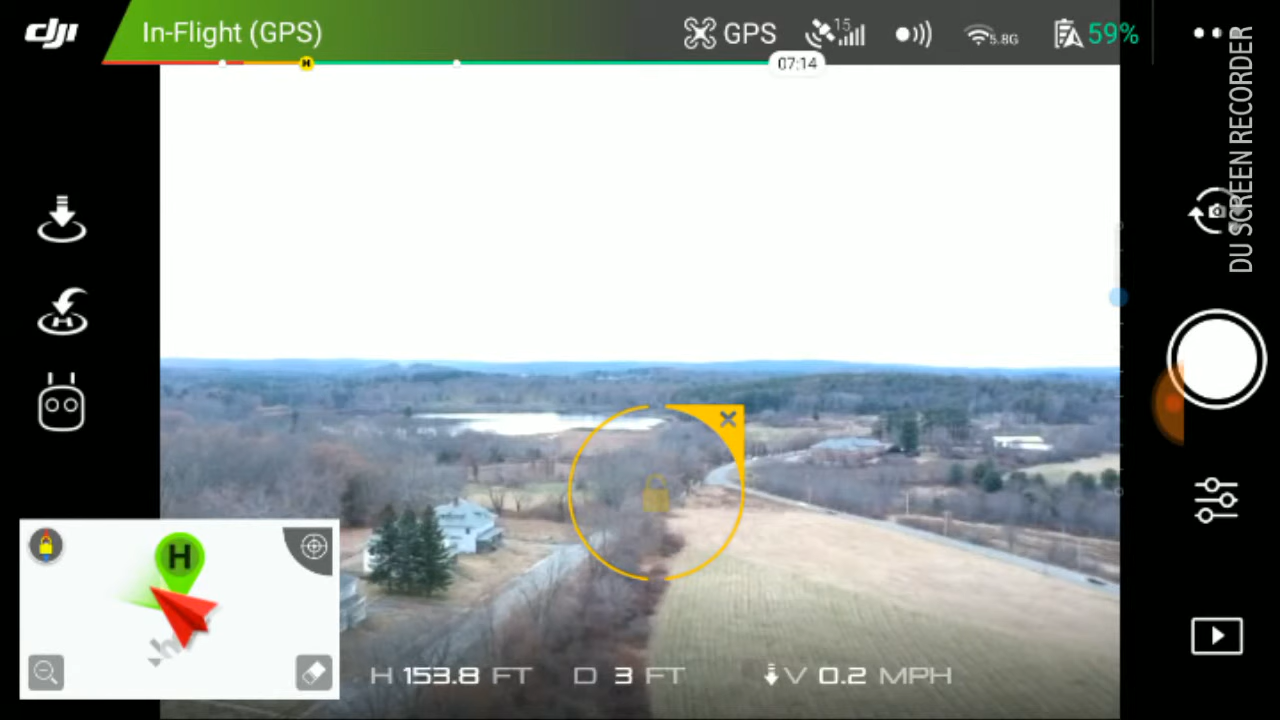 dji In-Flight (GPS) GPS 15 5.8G 59%
H 07:14
DU SCREEN RECORDER
H
H
N
H 153.8 FT D 3 FT V 0.2 MPH